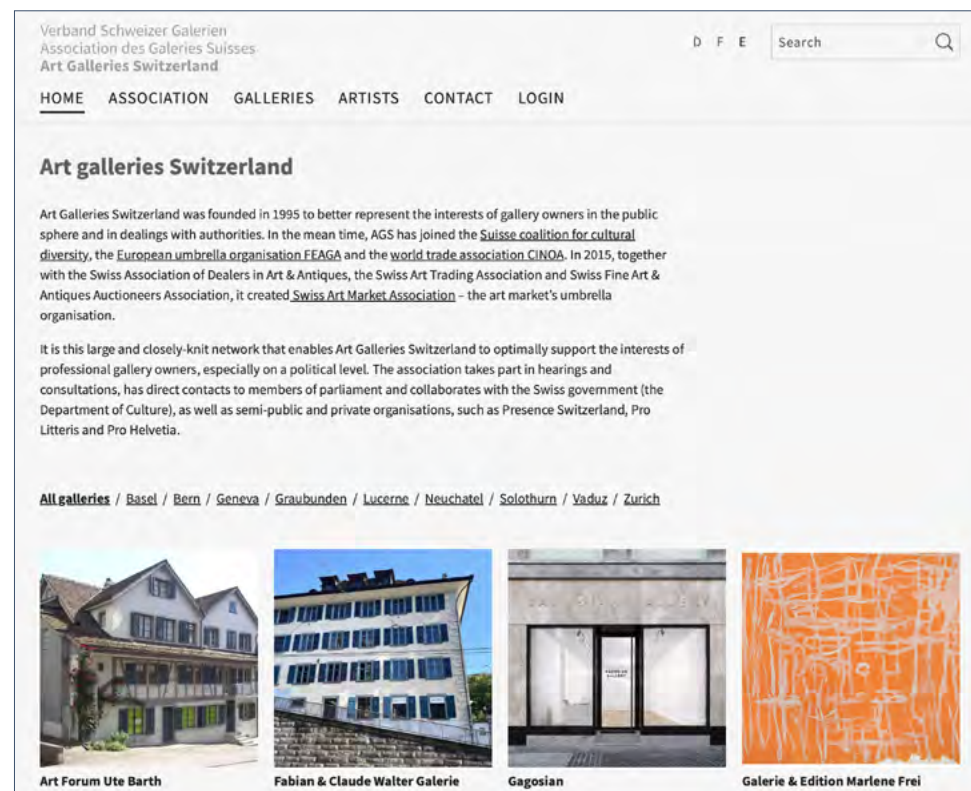 Verband Schweizer Galerien
Association des Galeries Suisses
Art Galleries Switzerland
D F E Search
HOME ASSOCIATION GALLERIES ARTISTS CONTACT LOGIN
Art galleries Switzerland
Art Galleries Switzerland was founded in 1995 to better represent the interests of gallery owners in the public
sphere and in dealings with authorities. In the mean time, AGS has joined the Suisse coalition for cultural
diversity, the European umbrella organisation FEAGA and the world trade association CINOA. In 2015, together
with the Swiss Association of Dealers in Art & Antiques, the Swiss Art Trading Association and Swiss Fine Art &
Antiques Auctioneers Association, it created Swiss Art Market Association – the art market's umbrella
organisation.
It is this large and closely-knit network that enables Art Galleries Switzerland to optimally support the interests of
professional gallery owners, especially on a political level. The association takes part in hearings and
consultations, has direct contacts to members of parliament and collaborates with the Swiss government (the
Department of Culture), as well as semi-public and private organisations, such as Presence Switzerland, Pro
Litteris and Pro Helvetia.
All galleries / Basel / Bern / Geneva / Graubunden / Lucerne / Neuchatel / Solothurn / Vaduz / Zurich
Art Forum Ute Barth
Fabian & Claude Walter Galerie
Gagosian
Galerie & Edition Marlene Frei